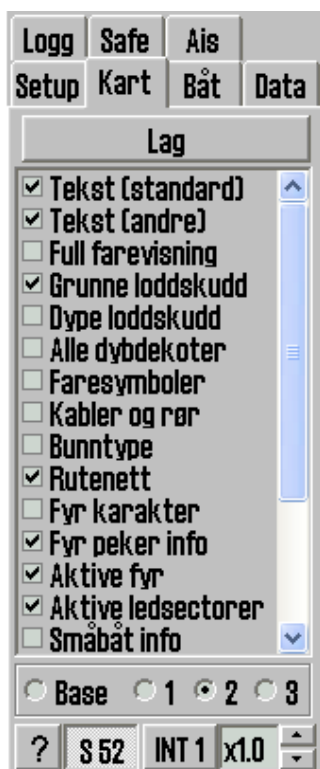 Logg Safe Ais
Setup Kart Båt Data
Lag
Tekst (standard)
Tekst (andre)
Full farevisning
Grunne loddskudd
Dype loddskudd
Alle dybdekoter
Faresymboler
Kabler og rør
Bunntype
Rutenett
Fyr karakter
Fyr peker info
Aktive fyr
Aktive ledsectorer
Småbåt info
Base 1 2 3
? S 52 INT 1 x1.0